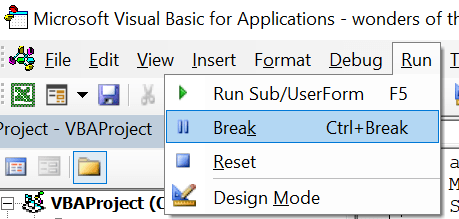 Microsoft Visual Basic for Applications - wonders of th
File Edit View Insert Format Debug Run
Run Sub/UserForm F5
Project - VBAProject
Break Ctrl+Break
Reset
VBAProject (
Design Mode